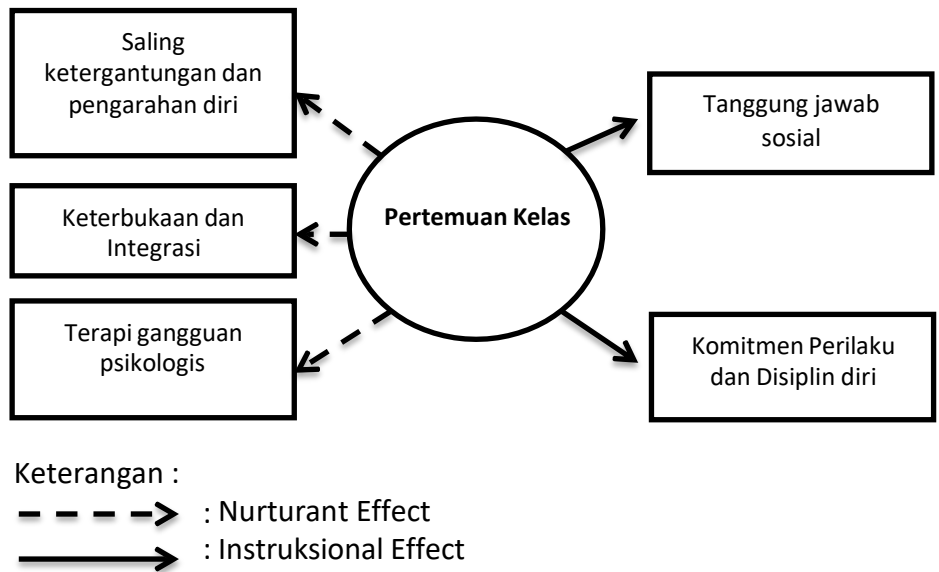 Saling
ketergantungan dan
pengarahan diri
Keterbukaan dan
Integrasi
Terapi gangguan
psikologis
Pertemuan Kelas
Tanggung jawab
sosial
Komitmen Perilaku
dan Disiplin diri
Keterangan :
: Nurturant Effect
: Instruksional Effect